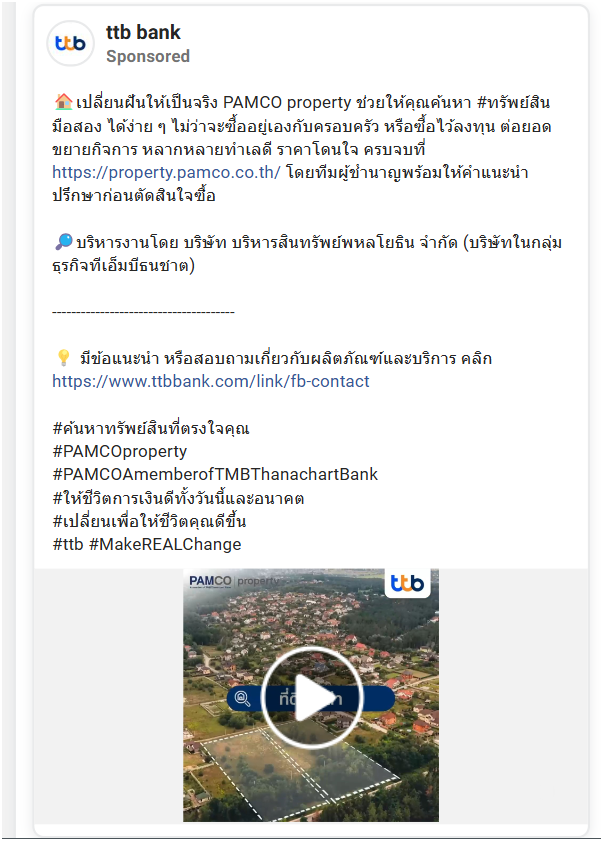 ttb bank
ttb
Sponsored
🏠เปลี่ยนฝันให้เป็นจริง PAMCO property ช่วยให้คุณค้นหา #ทรัพย์สิน
มือสอง ได้ง่าย ๆ ไม่ว่าจะซื้ออยู่เองกับครอบครัว หรือซื้อไว้ลงทุน ต่อยอด
ขยายกิจการ หลากหลายทำเลดี ราคาโดนใจ ครบจบที่
https://property.pamco.co.th/ โดยทีมผู้ชำนาญพร้อมให้คำแนะนำ
ปรึกษาก่อนตัดสินใจซื้อ
🔎บริหารงานโดย บริษัท บริหารสินทรัพย์พหลโยธิน จำกัด (บริษัทในกลุ่ม
ธุรกิจทีเอ็มบีธนชาต)
--------------------------------------
💡 มีข้อแนะนำ หรือสอบถามเกี่ยวกับผลิตภัณฑ์และบริการ คลิก
https://www.ttbbank.com/link/fb-contact
#ค้นหาทรัพย์สินที่ตรงใจคุณ
#PAMCOproperty
#PAMCOAmemberofTMBThanachartBank
#ให้ชีวิตการเงินดีทั้งวันนี้และอนาคต
#เปลี่ยนเพื่อให้ชีวิตคุณดีขึ้น
#ttb #MakeREALChange
PAMCO property
ttb